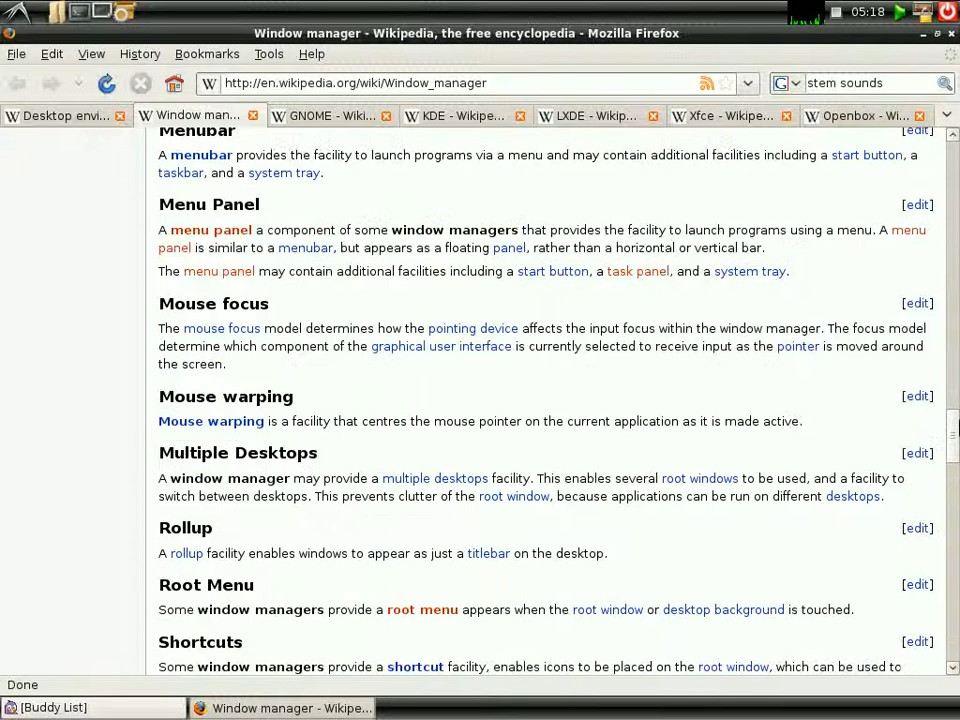 05:18
Window manager - Wikipedia, the free encyclopedia - Mozilla Firefox
File Edit View History Bookmarks Tools Help
W http://en.wikipedia.org/wiki/Window_manager G stem sounds
W Desktop envi... W Window man... W GNOME - Wiki... W KDE - Wikipe... W LXDE - Wikip... W Xfce - Wikipe... W Openbox - Wi...
Menubar [edit]
A menubar provides the facility to launch programs via a menu and may contain additional facilities including a start button, a
taskbar, and a system tray.
Menu Panel [edit]
A menu panel a component of some window managers that provides the facility to launch programs using a menu. A menu
panel is similar to a menubar, but appears as a floating panel, rather than a horizontal or vertical bar.
The menu panel may contain additional facilities including a start button, a task panel, and a system tray.
Mouse focus [edit]
The mouse focus model determines how the pointing device affects the input focus within the window manager. The focus model
determine which component of the graphical user interface is currently selected to receive input as the pointer is moved around
the screen.
Mouse warping [edit]
Mouse warping is a facility that centres the mouse pointer on the current application as it is made active.
Multiple Desktops [edit]
A window manager may provide a multiple desktops facility. This enables several root windows to be used, and a facility to
switch between desktops. This prevents clutter of the root window, because applications can be run on different desktops.
Rollup [edit]
A rollup facility enables windows to appear as just a titlebar on the desktop.
Root Menu [edit]
Some window managers provide a root menu appears when the root window or desktop background is touched.
Shortcuts [edit]
Some window managers provide a shortcut facility, enables icons to be placed on the root window, which can be used to
Done
[Buddy List] Window manager - Wikipe...